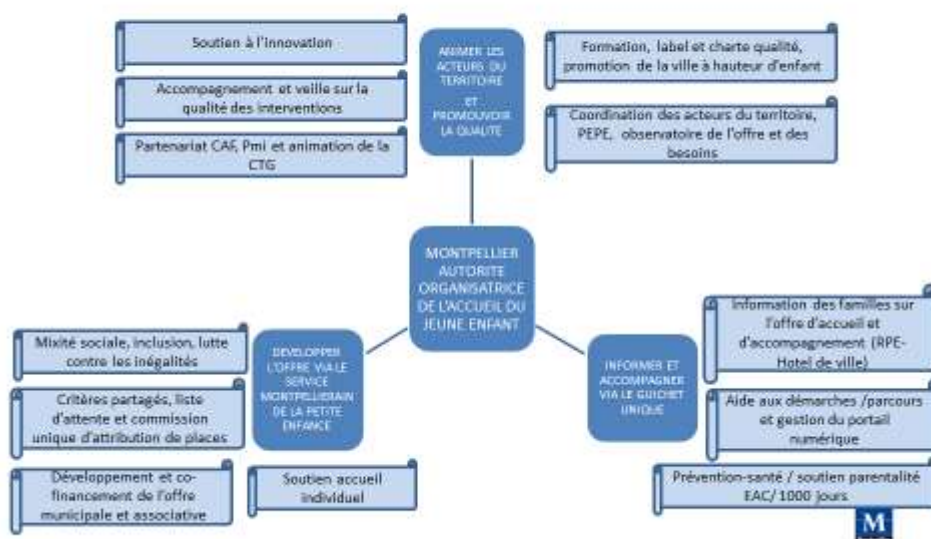 Soutien à l'innovation
Accompagnement et veille sur la
qualité des interventions
Partenariat CAF, Pmi et animation de la
CTG
ANIMER LES
ACTEURS DU
TERRITOIRE
ET
PROMOUVOIR
LA QUALITE
Formation, label et charte qualité,
promotion de la ville à hauteur d'enfant
Coordination des acteurs du territoire,
PEPE, observatoire de l'offre et des
besoins
MONTPELLIER
AUTORITE
ORGANISATRICE
DE L'ACCUEIL DU
JEUNE ENFANT
Mixité sociale, inclusion, lutte
contre les inégalités
Critères partagés, liste
d'attente et commission
unique d'attribution de places
Développement et co-
financement de l'offre
municipale et associative
Soutien accueil
individuel
DEVELOPPER
L'OFFRE VIA LE
SERVICE
MONTPELLIERAIN
DE LA PETITE
ENFANCE
INFORMER ET
ACCOMPAGNER
VIA LE GUICHET
UNIQUE
Information des familles sur
l'offre d'accueil et
d'accompagnement (RPE-
Hotel de ville)
Aide aux démarches /parcours
et gestion du portail
numérique
Prévention-santé / soutien parentalité
EAC/ 1000 jours
M